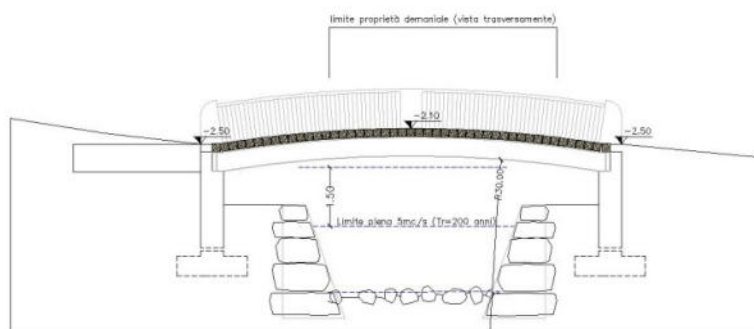 limite proprietà demaniale (vista trasversamente)
-2.10
-2.50
-2.50
R30.00
1.50
Limite piena 5mc/s (Tr=200 anni)